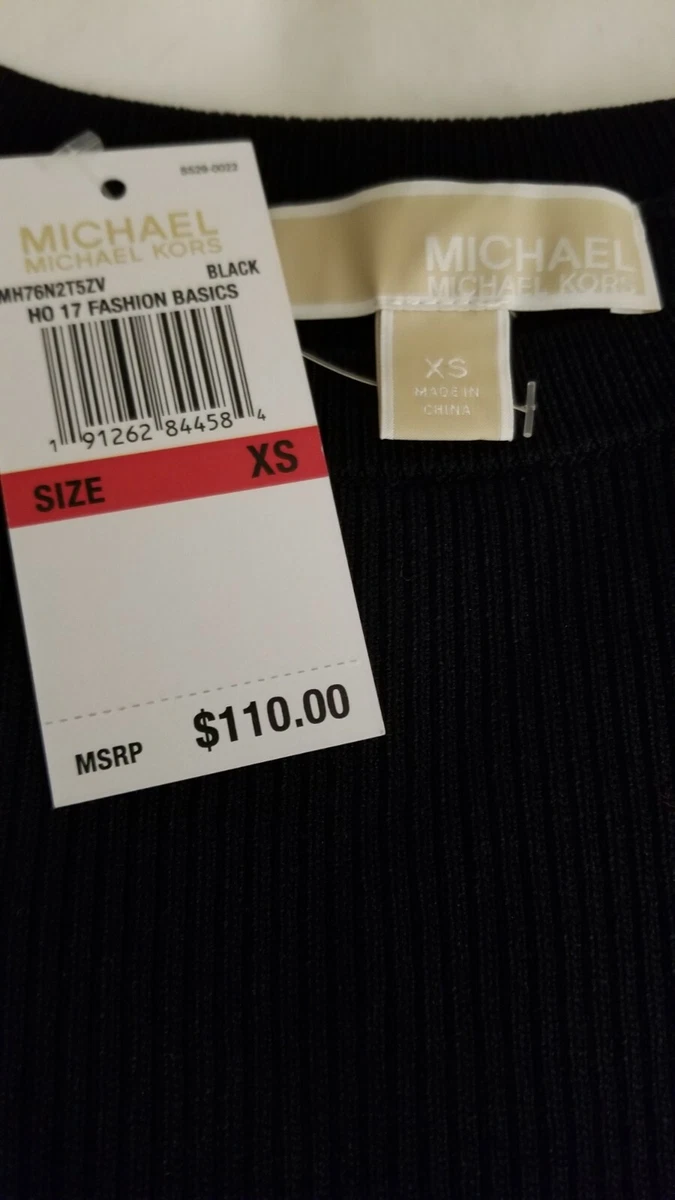 8529-0022
MICHAEL
MICHAEL KORS
MH76N2T5ZV BLACK
HO 17 FASHION BASICS
1 91262 84458 4
SIZE XS
MSRP $110.00
MICHAEL
MICHAEL KORS
XS
MADE IN
CHINA